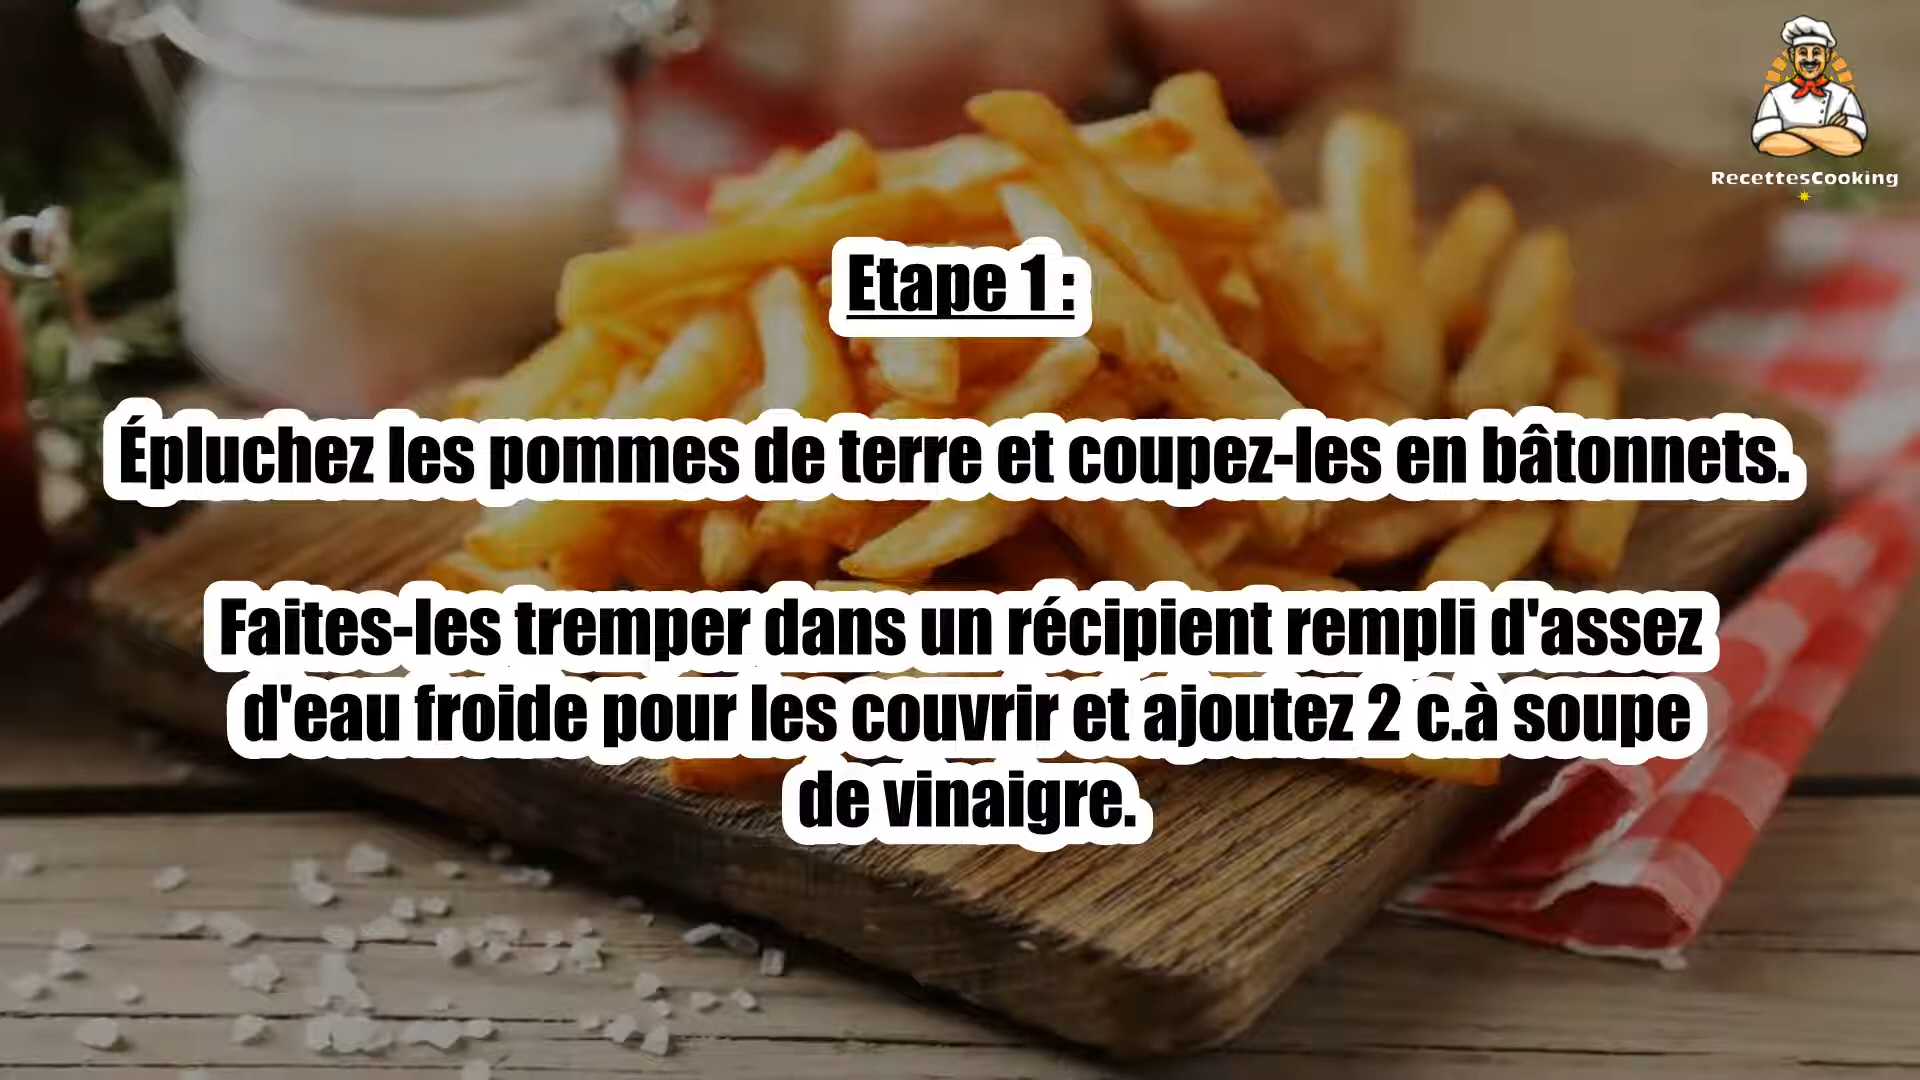 RecettesCooking
Etape 1 :
Épluchez les pommes de terre et coupez-les en bâtonnets.
Faites-les tremper dans un récipient rempli d'assez
d'eau froide pour les couvrir et ajoutez 2 c.à soupe
de vinaigre.